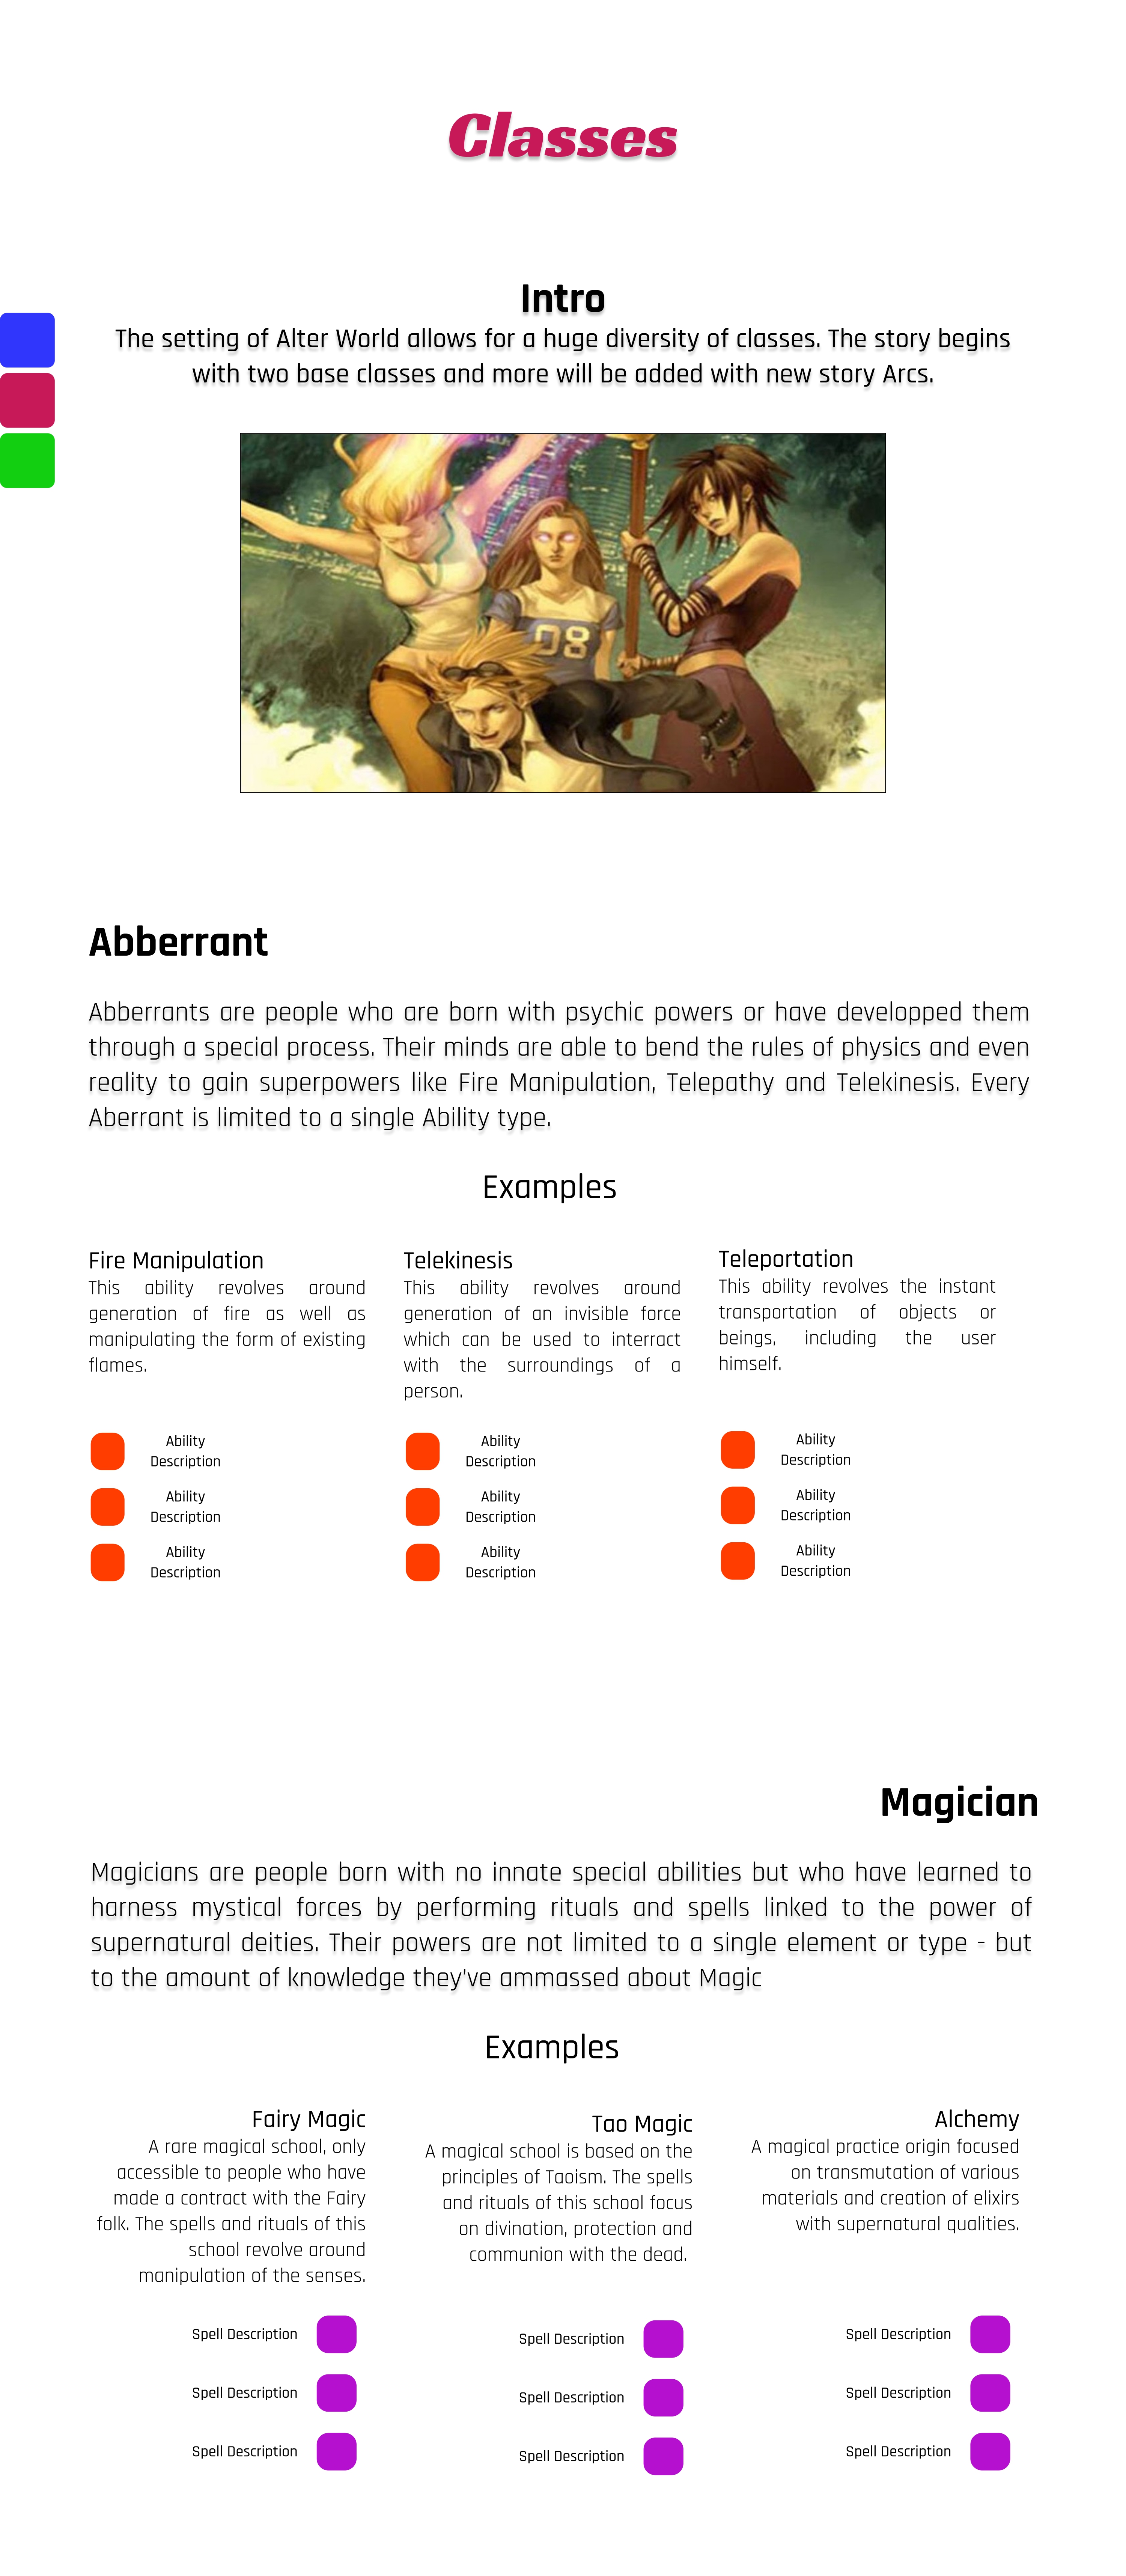 Classes
Intro
The setting of Alter World allows for a huge diversity of classes. The story begins
with two base classes and more will be added with new story Arcs.
08
Abberrant
Abberrants are people who are born with psychic powers or have developped them
through a special process. Their minds are able to bend the rules of physics and even
reality to gain superpowers like Fire Manipulation, Telepathy and Telekinesis. Every
Aberrant is limited to a single Ability type.
Examples
Fire Manipulation
This ability revolves around
generation of fire as well as
manipulating the form of existing
flames.
Ability
Description
Ability
Description
Ability
Description
Telekinesis
This ability revolves around
generation of an invisible force
which can be used to interract
with the surroundings of a
person.
Ability
Description
Ability
Description
Ability
Description
Teleportation
This ability revolves the instant
transportation of objects or
beings, including the user
himself.
Ability
Description
Ability
Description
Ability
Description
Magician
Magicians are people born with no innate special abilities but who have learned to
harness mystical forces by performing rituals and spells linked to the power of
supernatural deities. Their powers are not limited to a single element or type - but
to the amount of knowledge they've ammassed about Magic
Examples
Fairy Magic
A rare magical school, only
accessible to people who have
made a contract with the Fairy
folk. The spells and rituals of this
school revolve around
manipulation of the senses.
Spell Description
Spell Description
Spell Description
Tao Magic
A magical school is based on the
principles of Taoism. The spells
and rituals of this school focus
on divination, protection and
communion with the dead.
Spell Description
Spell Description
Spell Description
Alchemy
A magical practice origin focused
on transmutation of various
materials and creation of elixirs
with supernatural qualities.
Spell Description
Spell Description
Spell Description